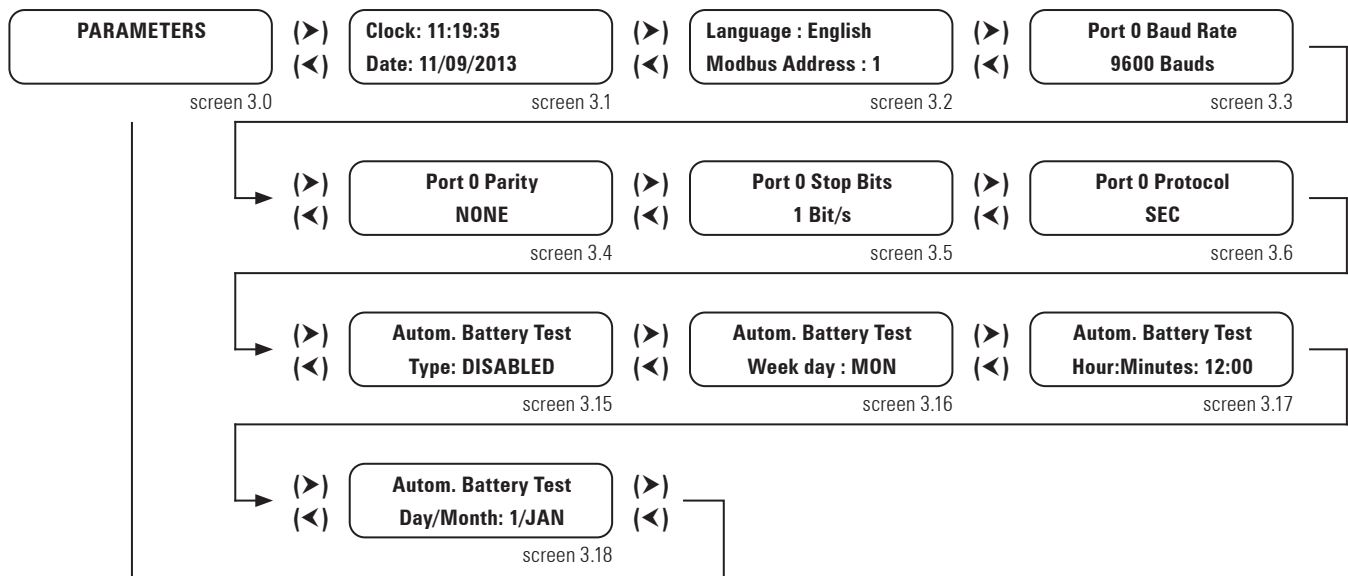 PARAMETERS
(➤) Clock: 11:19:35 (➤) Language : English (➤) Port 0 Baud Rate
(⮜) Date: 11/09/2013 (⮜) Modbus Address : 1 (⮜) 9600 Bauds
screen 3.0 screen 3.1 screen 3.2 screen 3.3
(➤) Port 0 Parity (➤) Port 0 Stop Bits (➤) Port 0 Protocol
(⮜) NONE (⮜) 1 Bit/s (⮜) SEC
screen 3.4 screen 3.5 screen 3.6
(➤) Autom. Battery Test (➤) Autom. Battery Test (➤) Autom. Battery Test
(⮜) Type: DISABLED (⮜) Week day : MON (⮜) Hour:Minutes: 12:00
screen 3.15 screen 3.16 screen 3.17
(➤) Autom. Battery Test (➤)
(⮜) Day/Month: 1/JAN (⮜)
screen 3.18